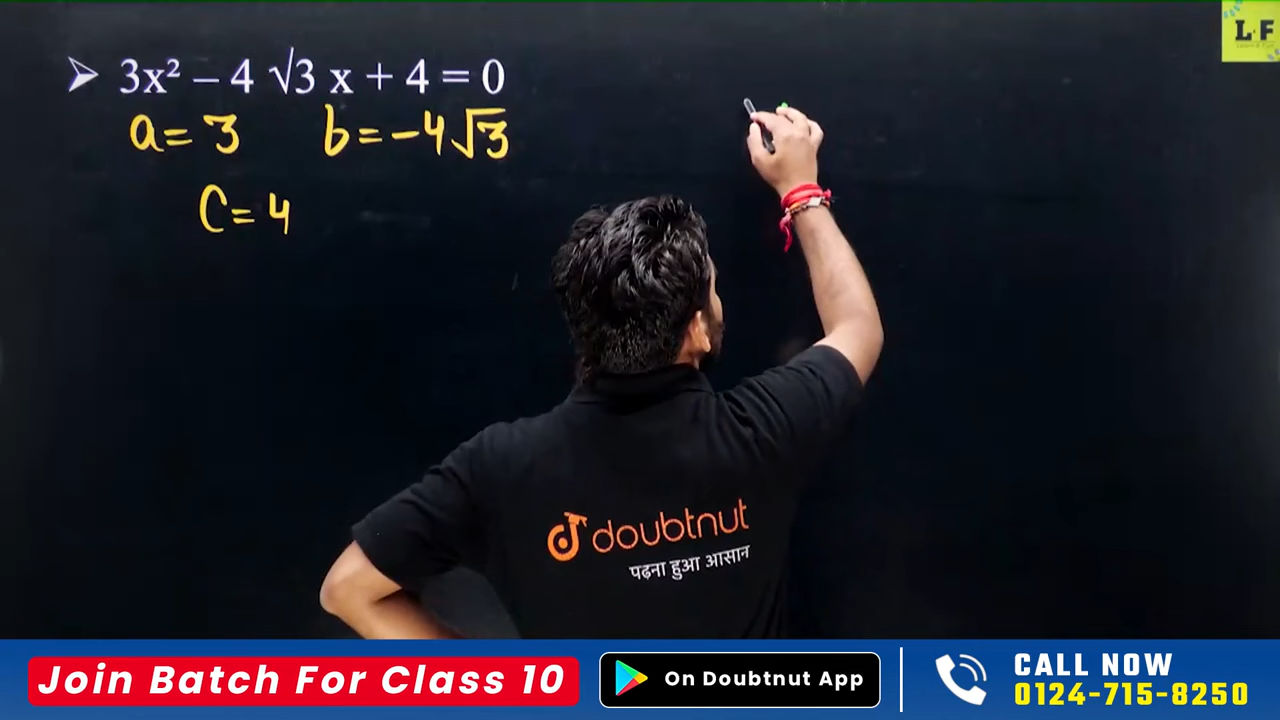 ➢ 3x² – 4 √3 x + 4 = 0
a = 3 b = -4√3
C = 4
L.F
doubtnut
पढ़ना हुआ आसान
Join Batch For Class 10
On Doubtnut App
CALL NOW
0124-715-8250